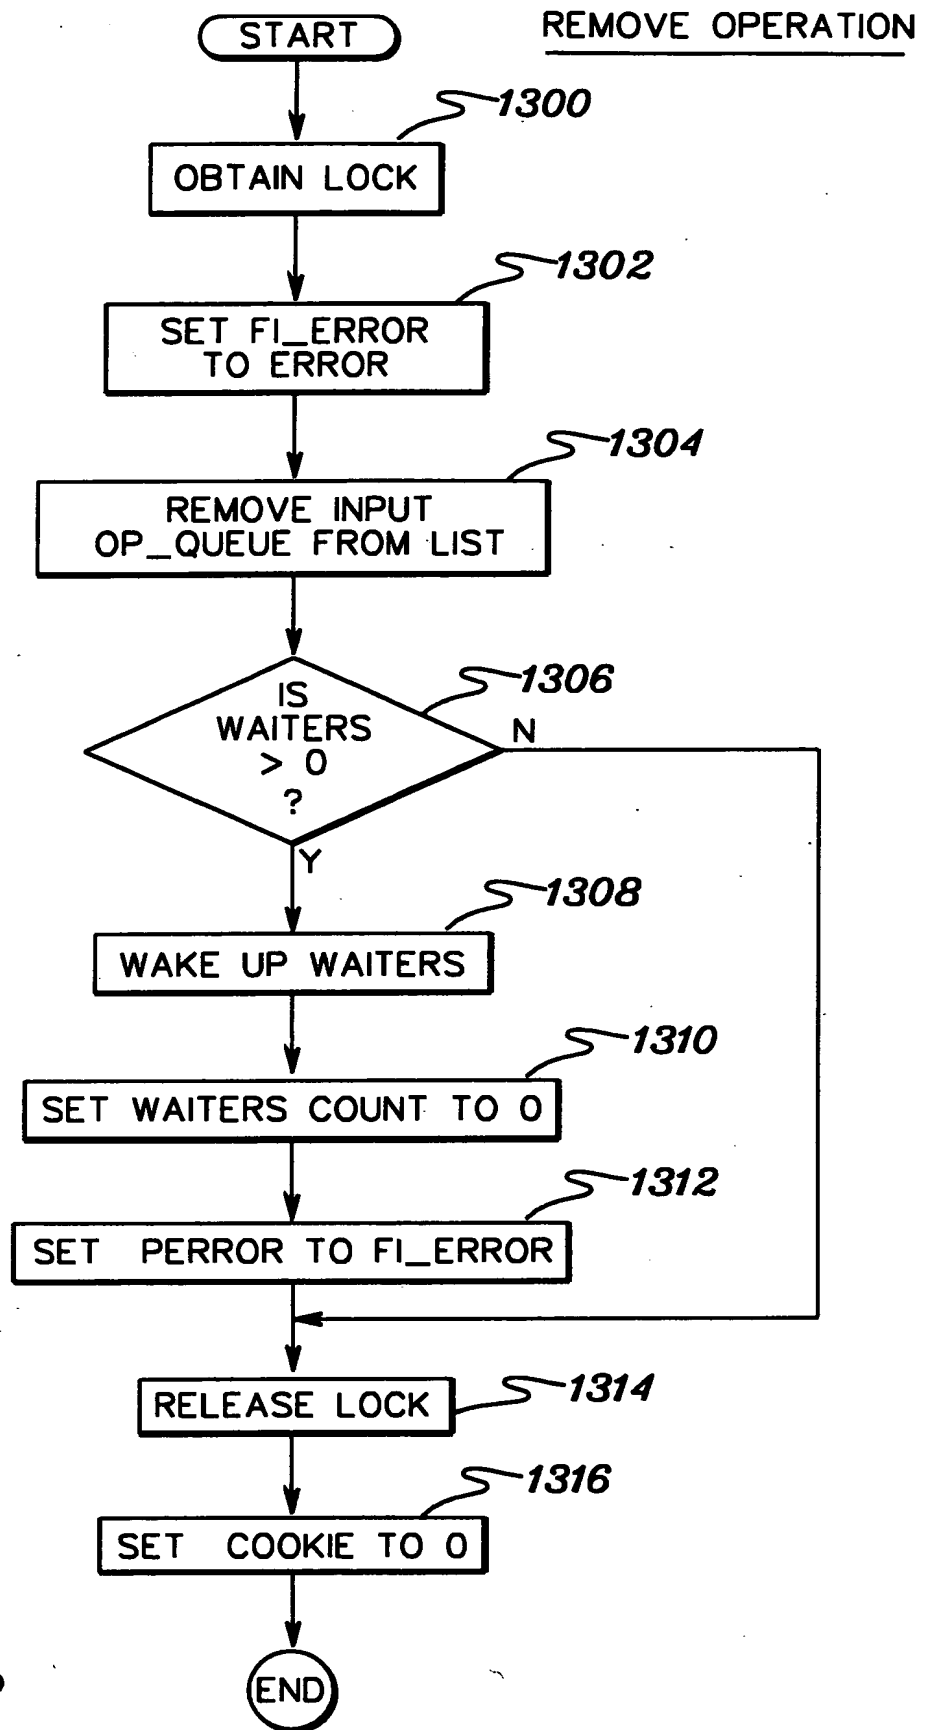 REMOVE OPERATION
START
1300
OBTAIN LOCK
1302
SET FI_ERROR
TO ERROR
1304
REMOVE INPUT
OP_QUEUE FROM LIST
1306
IS
WAITERS
> 0
?
N
Y
1308
WAKE UP WAITERS
1310
SET WAITERS COUNT TO 0
1312
SET PERROR TO FI_ERROR
1314
RELEASE LOCK
1316
SET COOKIE TO 0
END